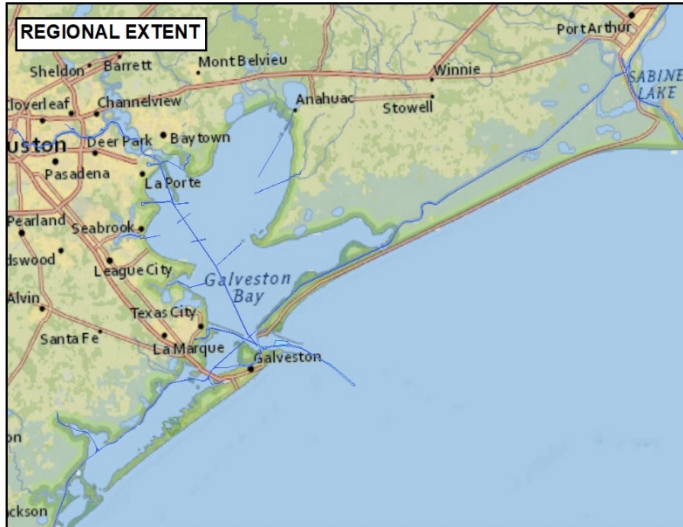 REGIONAL EXTENT
Port Arthur
Mont Belvieu
Sheldon
Barrett
Winnie
SABINE
LAKE
Anahuac
Stowell
Cloverleaf
Channelview
Baytown
uston
Deer Park
Pasadena
La Porte
Pearland
Seabrook
dswood
League City
Galveston
Bay
Alvin
Texas City
Santa Fe
La Marque
Galveston
on
ckson